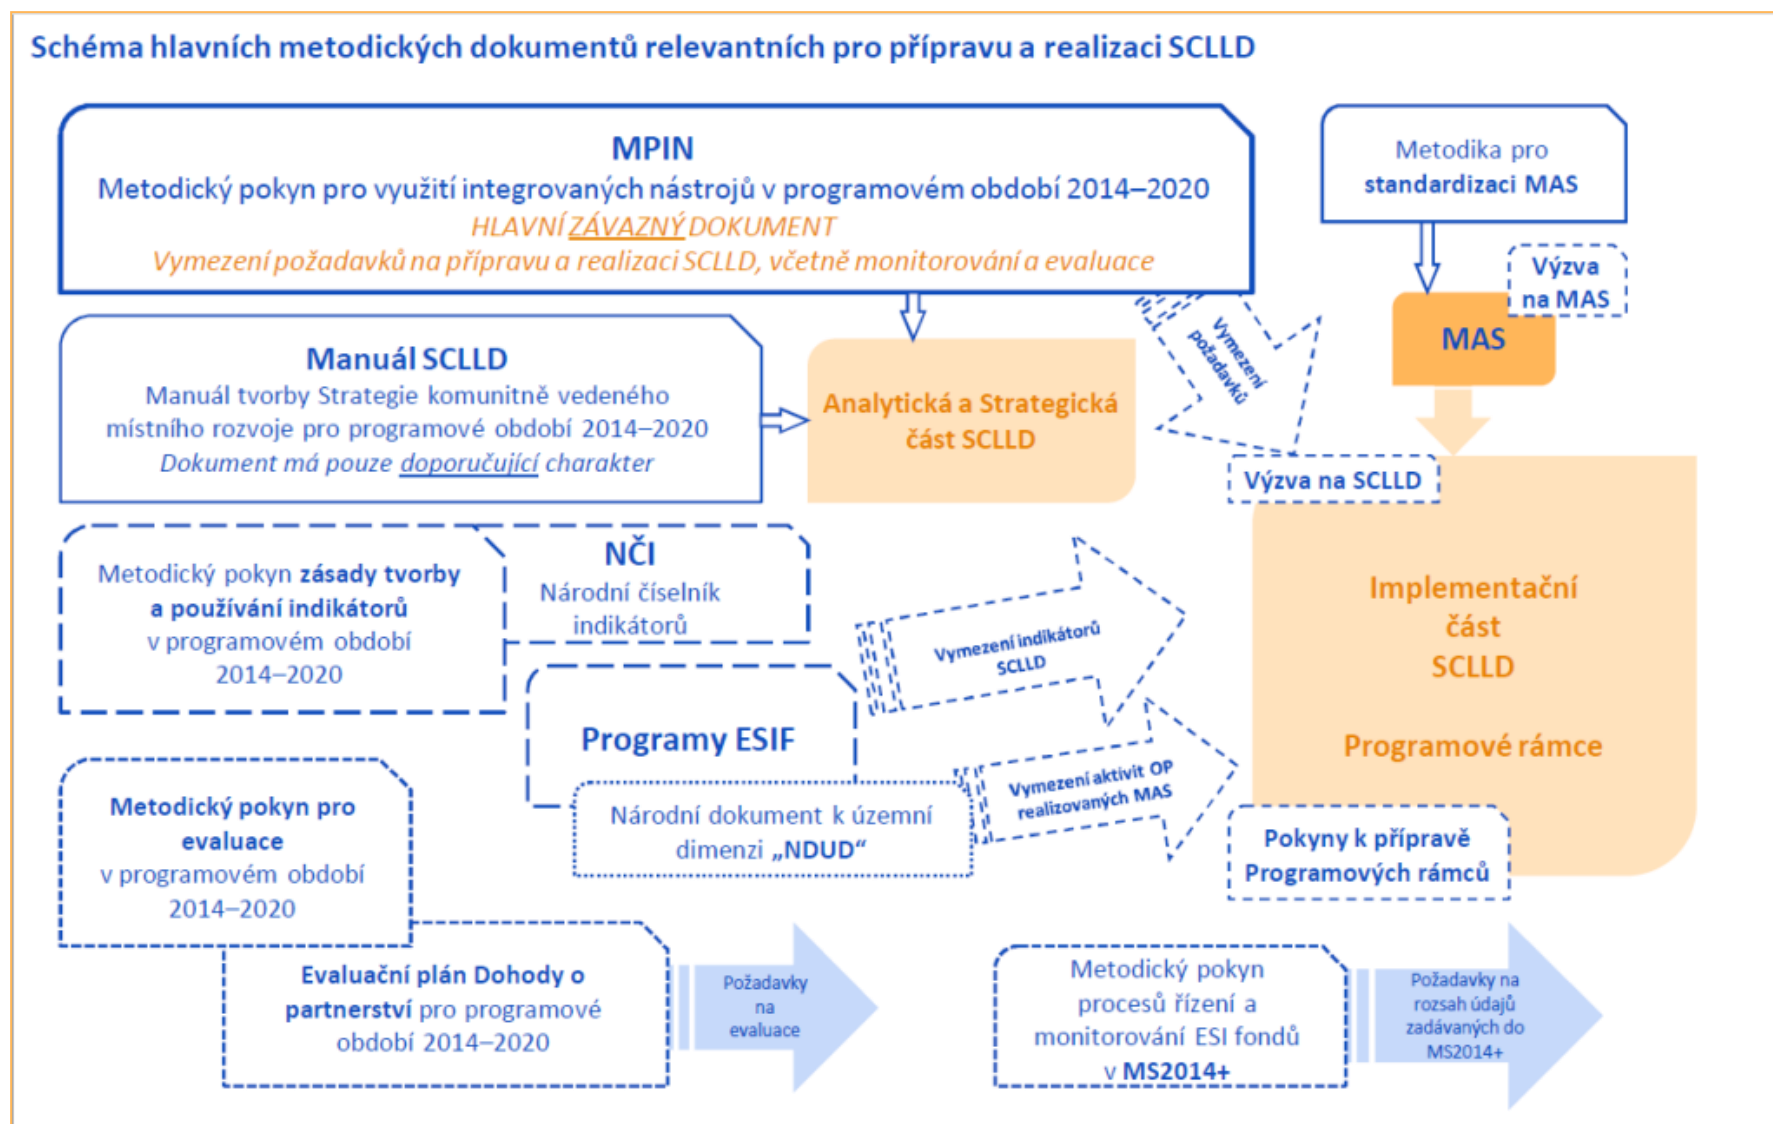 Schéma hlavních metodických dokumentů relevantních pro přípravu a realizaci SCLLD
MPIN
Metodický pokyn pro využití integrovaných nástrojů v programovém období 2014–2020
HLAVNÍ ZÁVAZNÝ DOKUMENT
Vymezení požadavků na přípravu a realizaci SCLLD, včetně monitorování a evaluace
Metodika pro
standardizaci MAS
Výzva
na MAS
MAS
Vymezení
požadavků
Manuál SCLLD
Manuál tvorby Strategie komunitně vedeného
místního rozvoje pro programové období 2014–2020
Dokument má pouze doporučující charakter
Analytická a Strategická
část SCLLD
Výzva na SCLLD
Metodický pokyn zásady tvorby
a používání indikátorů
v programovém období
2014–2020
NČI
Národní číselník
indikátorů
Vymezení indikátorů
SCLLD
Implementační
část
SCLLD
Programové rámce
Programy ESIF
Národní dokument k územní
dimenzi „NDUD“
Vymezení aktivit OP
realizovaných MAS
Pokyny k přípravě
Programových rámců
Metodický pokyn pro
evaluace
v programovém období
2014–2020
Evaluační plán Dohody o
partnerství pro programové
období 2014–2020
Požadavky
na
evaluace
Metodický pokyn
procesů řízení a
monitorování ESI fondů
v MS2014+
Požadavky na
rozsah údajů
zadávaných do
MS2014+